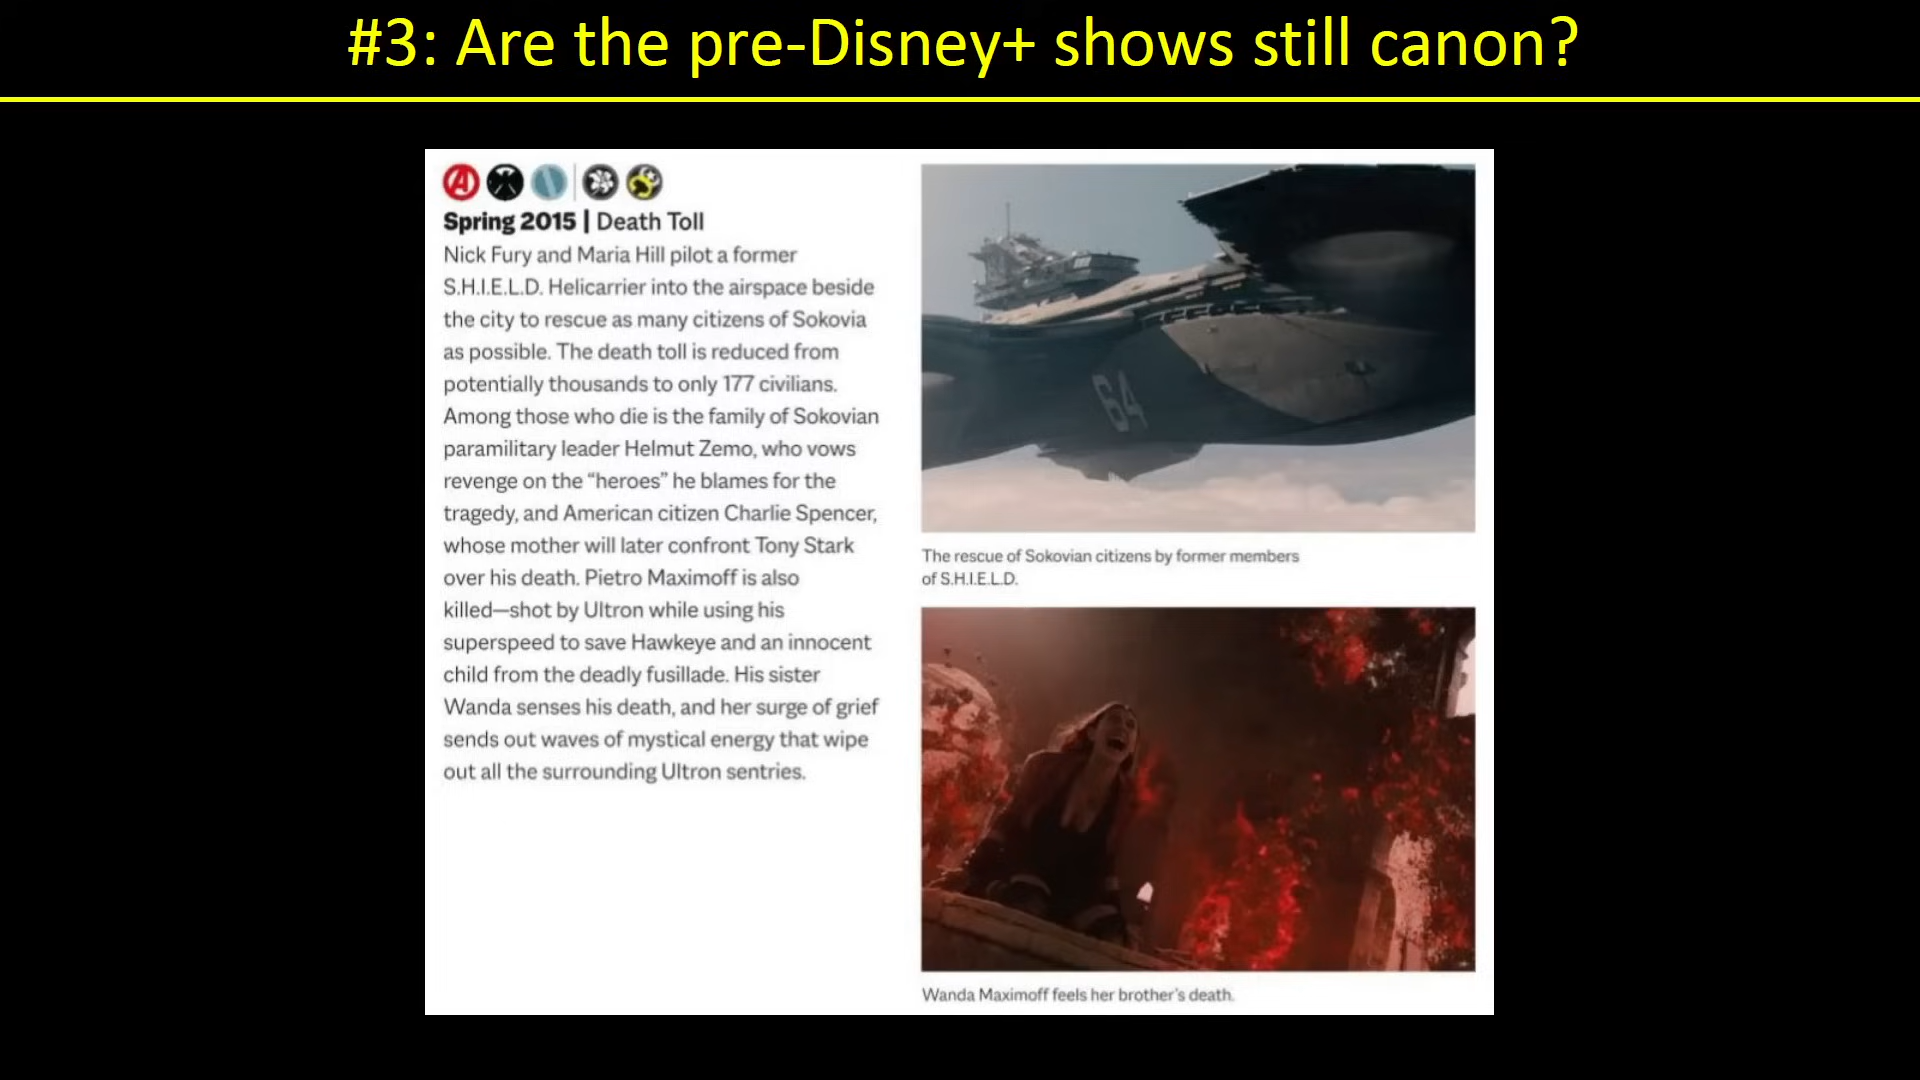 #3: Are the pre-Disney+ shows still canon?
Spring 2015 | Death Toll
Nick Fury and Maria Hill pilot a former
S.H.I.E.L.D. Helicarrier into the airspace beside
the city to rescue as many citizens of Sokovia
as possible. The death toll is reduced from
potentially thousands to only 177 civilians.
Among those who die is the family of Sokovian
paramilitary leader Helmut Zemo, who vows
revenge on the “heroes” he blames for the
tragedy, and American citizen Charlie Spencer,
whose mother will later confront Tony Stark
over his death. Pietro Maximoff is also
killed—shot by Ultron while using his
superspeed to save Hawkeye and an innocent
child from the deadly fusillade. His sister
Wanda senses his death, and her surge of grief
sends out waves of mystical energy that wipe
out all the surrounding Ultron sentries.
64
The rescue of Sokovian citizens by former members
of S.H.I.E.L.D.
Wanda Maximoff feels her brother’s death.